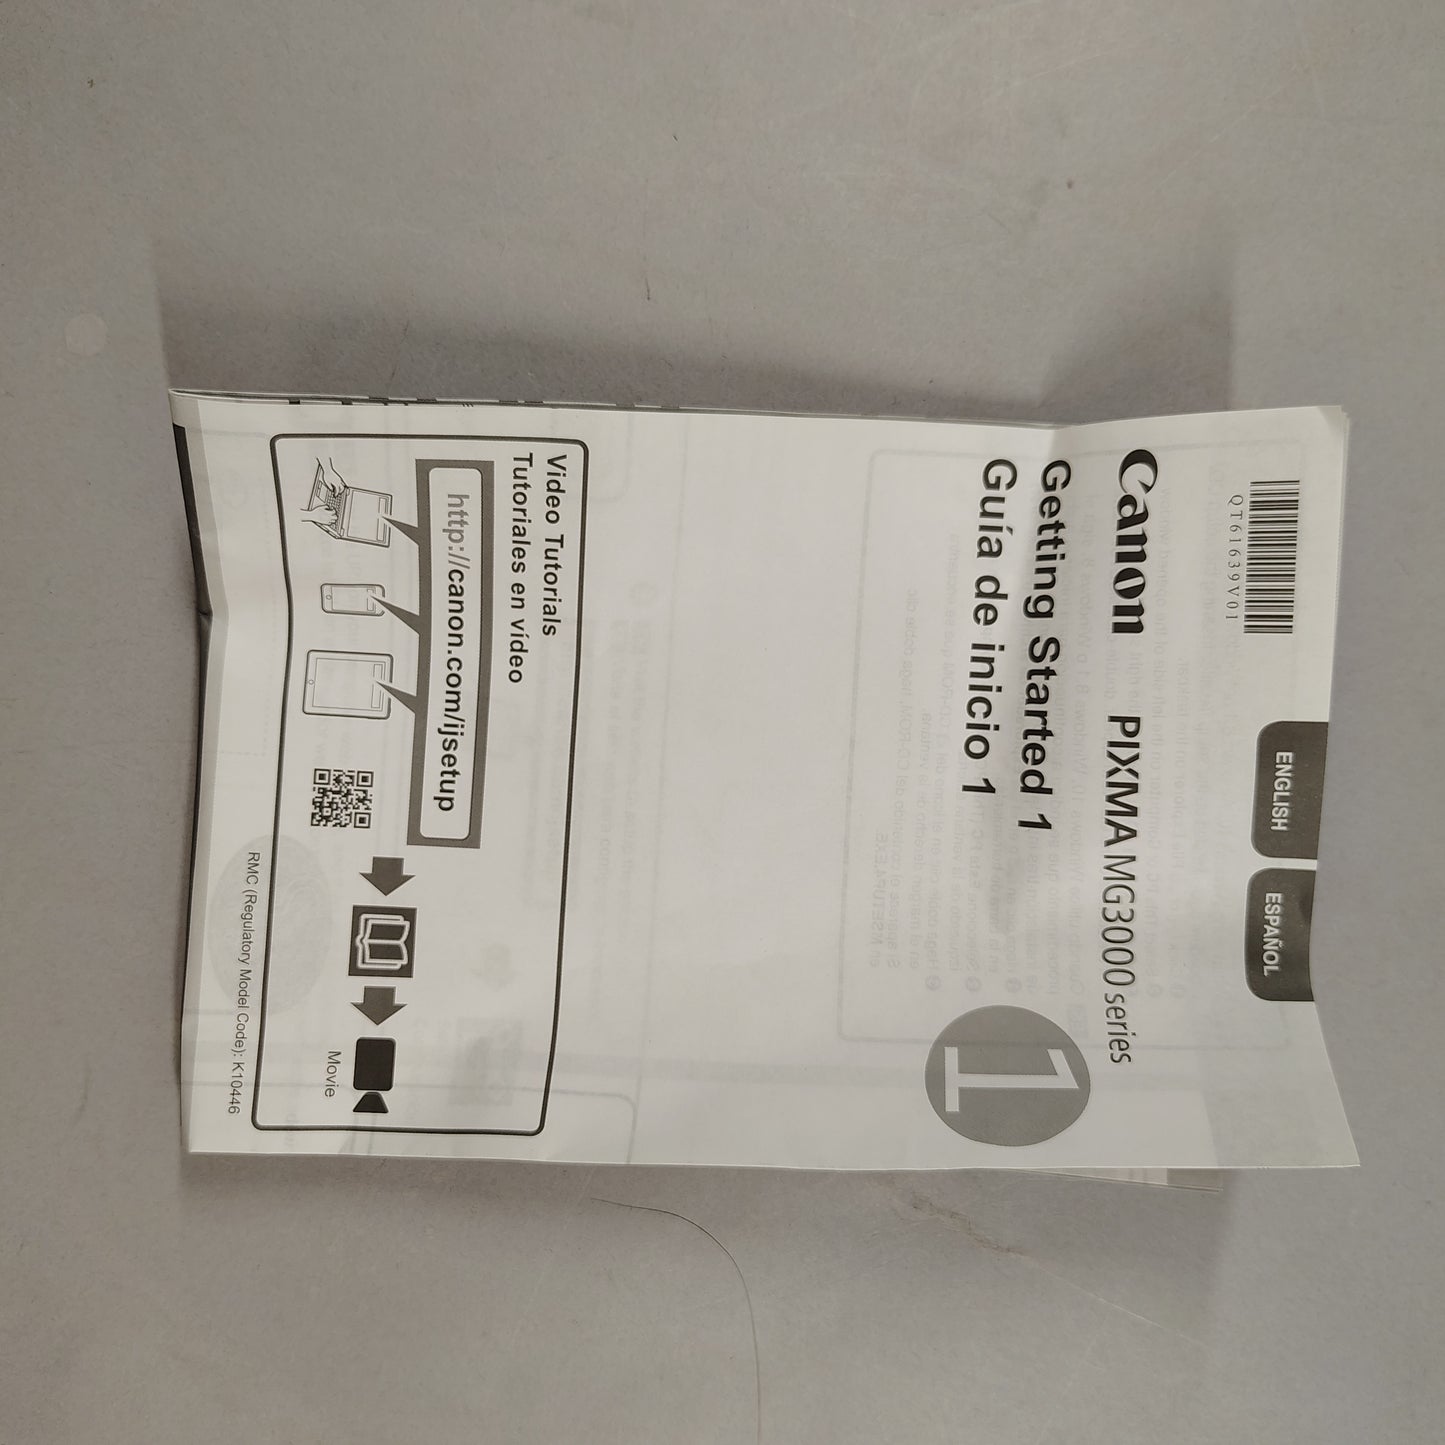 QT61639V01
ENGLISH
ESPAÑOL
Canon PIXMA MG3000 series
Getting Started 1
Guía de inicio 1
1
Video Tutorials
Tutoriales en vídeo
http://canon.com/ijsetup
Movie
RMC (Regulatory Model Code): K10446